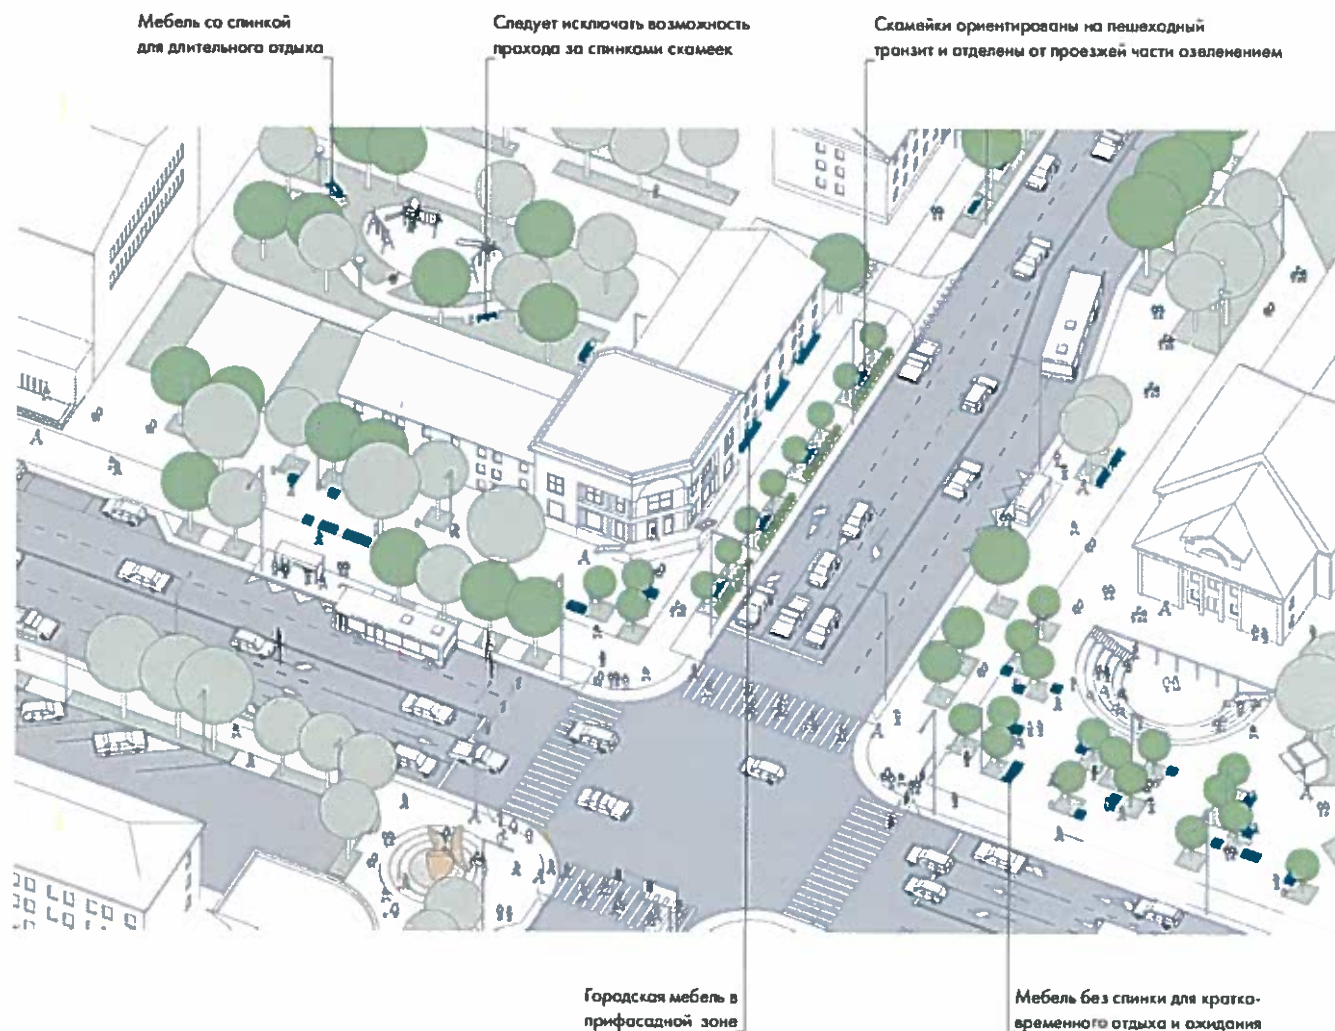 Мебель со спинкой
для длительного отдыха
Следует исключать возможность
прохода за спинками скамеек
Скамейки ориентированы на пешеходный
транзит и отделены от проезжей части озеленением
Городская мебель в
прифасадной зоне
Мебель без спинки для кратко-
временного отдыха и ожидания